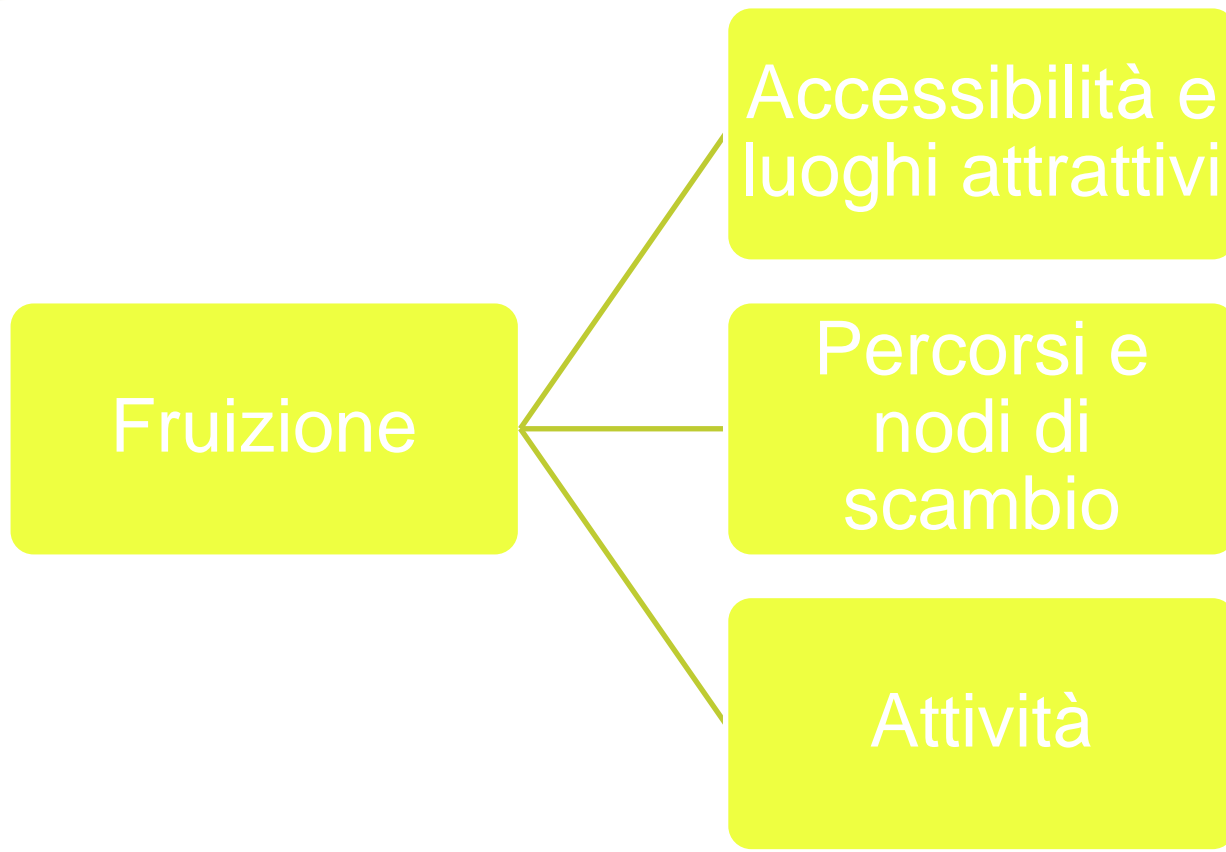 Fruizione
Accessibilità e
luoghi attrattivi
Percorsi e
nodi di
scambio
Attività